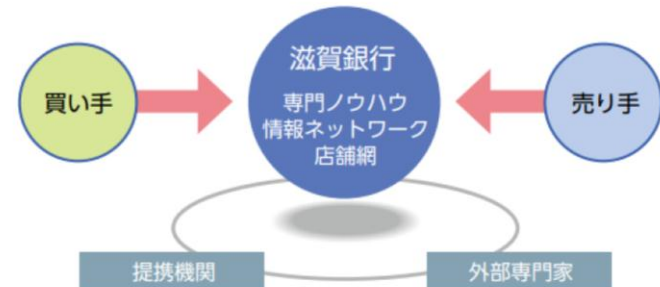 滋賀銀行
買い手
専門ノウハウ
情報ネットワーク
店舗網
売り手
提携機関
外部専門家